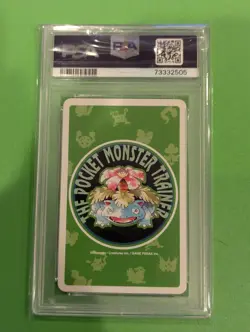 PSA
73332505
THE POCKET MONSTER TRAINER